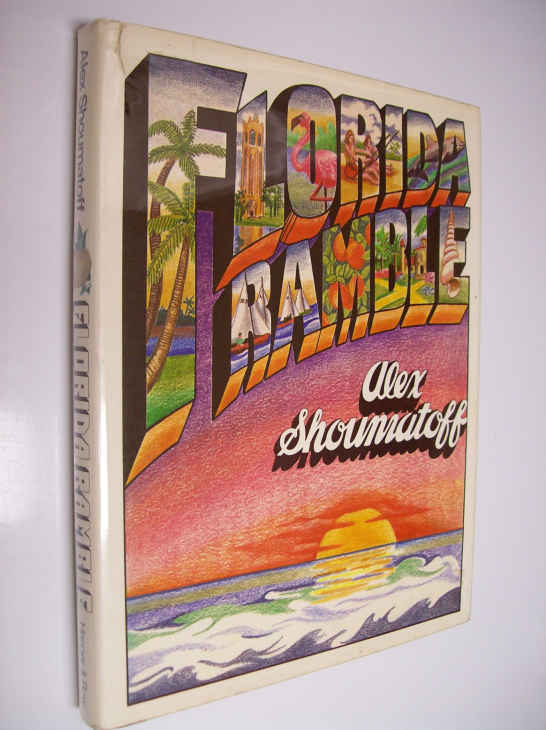 FLORIDA
RAMBLE
Alex
Shoumatoff
Alex Shoumatoff
FLORIDA RAMBLE